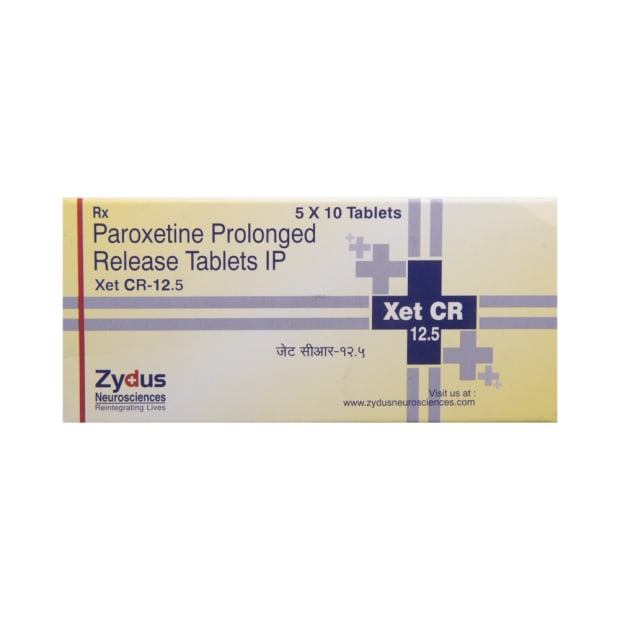 Rx
5 X 10 Tablets
Paroxetine Prolonged
Release Tablets IP
Xet CR-12.5
Xet CR
12.5
जेट सीआर-१२.५
Zydus
Neurosciences
Reintegrating Lives
Visit us at :
www.zydusneurosciences.com